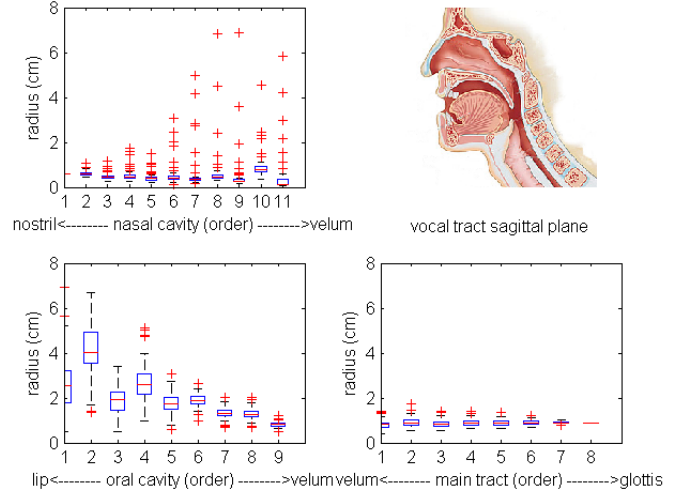 8
6
4
2
0
radius (cm)
1 2 3 4 5 6 7 8 9 10 11
nostril<------- nasal cavity (order) -------->velum
vocal tract sagittal plane
8
6
4
2
0
radius (cm)
1 2 3 4 5 6 7 8 9
lip<------- oral cavity (order) -------->velum
8
6
4
2
0
radius (cm)
1 2 3 4 5 6 7 8
velum<------- main tract (order) -------->glottis